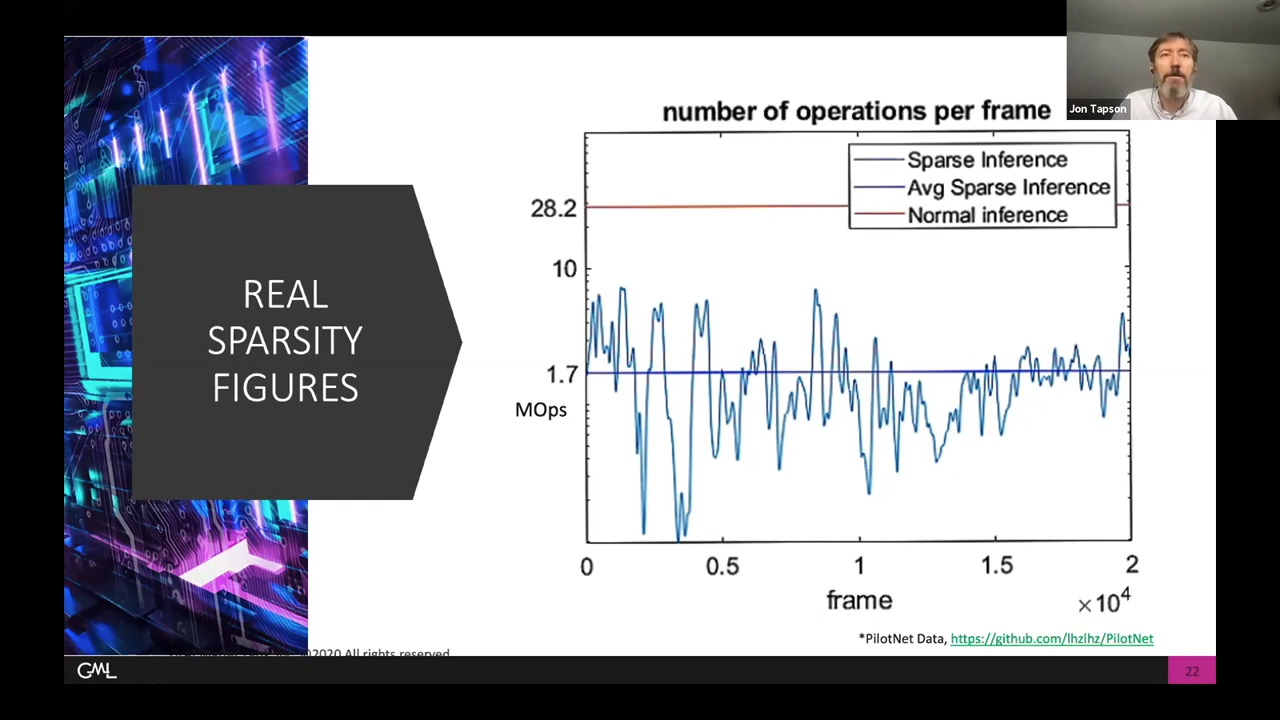 Jon Tapson
REAL
SPARSITY
FIGURES
number of operations per frame
Sparse Inference
Avg Sparse Inference
Normal inference
28.2
10
1.7
MOps
0
0.5
1
1.5
2
×10⁴
frame
*PilotNet Data, https://github.com/lhzlhz/PilotNet
©2020 All rights reserved
GML
22